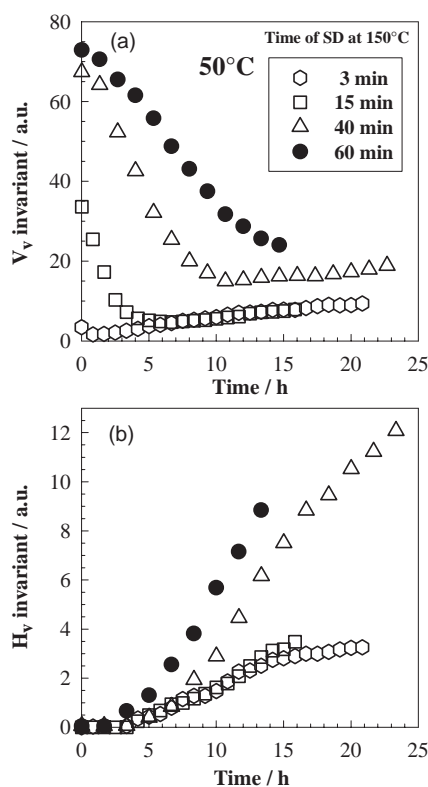 (a)
50°C
Time of SD at 150°C
3 min
15 min
40 min
60 min
Vv invariant / a.u.
80
60
40
20
0
0 5 10 15 20 25
Time / h
(b)
Hv invariant / a.u.
12
10
8
6
4
2
0
0 5 10 15 20 25
Time / h